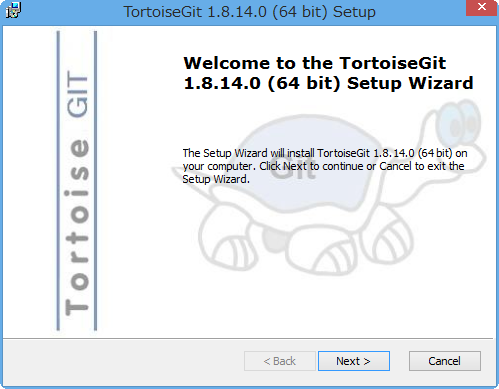 TortoiseGit 1.8.14.0 (64 bit) Setup
Welcome to the TortoiseGit
1.8.14.0 (64 bit) Setup Wizard
Tortoise GIT
Git
The Setup Wizard will install TortoiseGit 1.8.14.0 (64 bit) on
your computer. Click Next to continue or Cancel to exit the
Setup Wizard.
< Back
Next >
Cancel